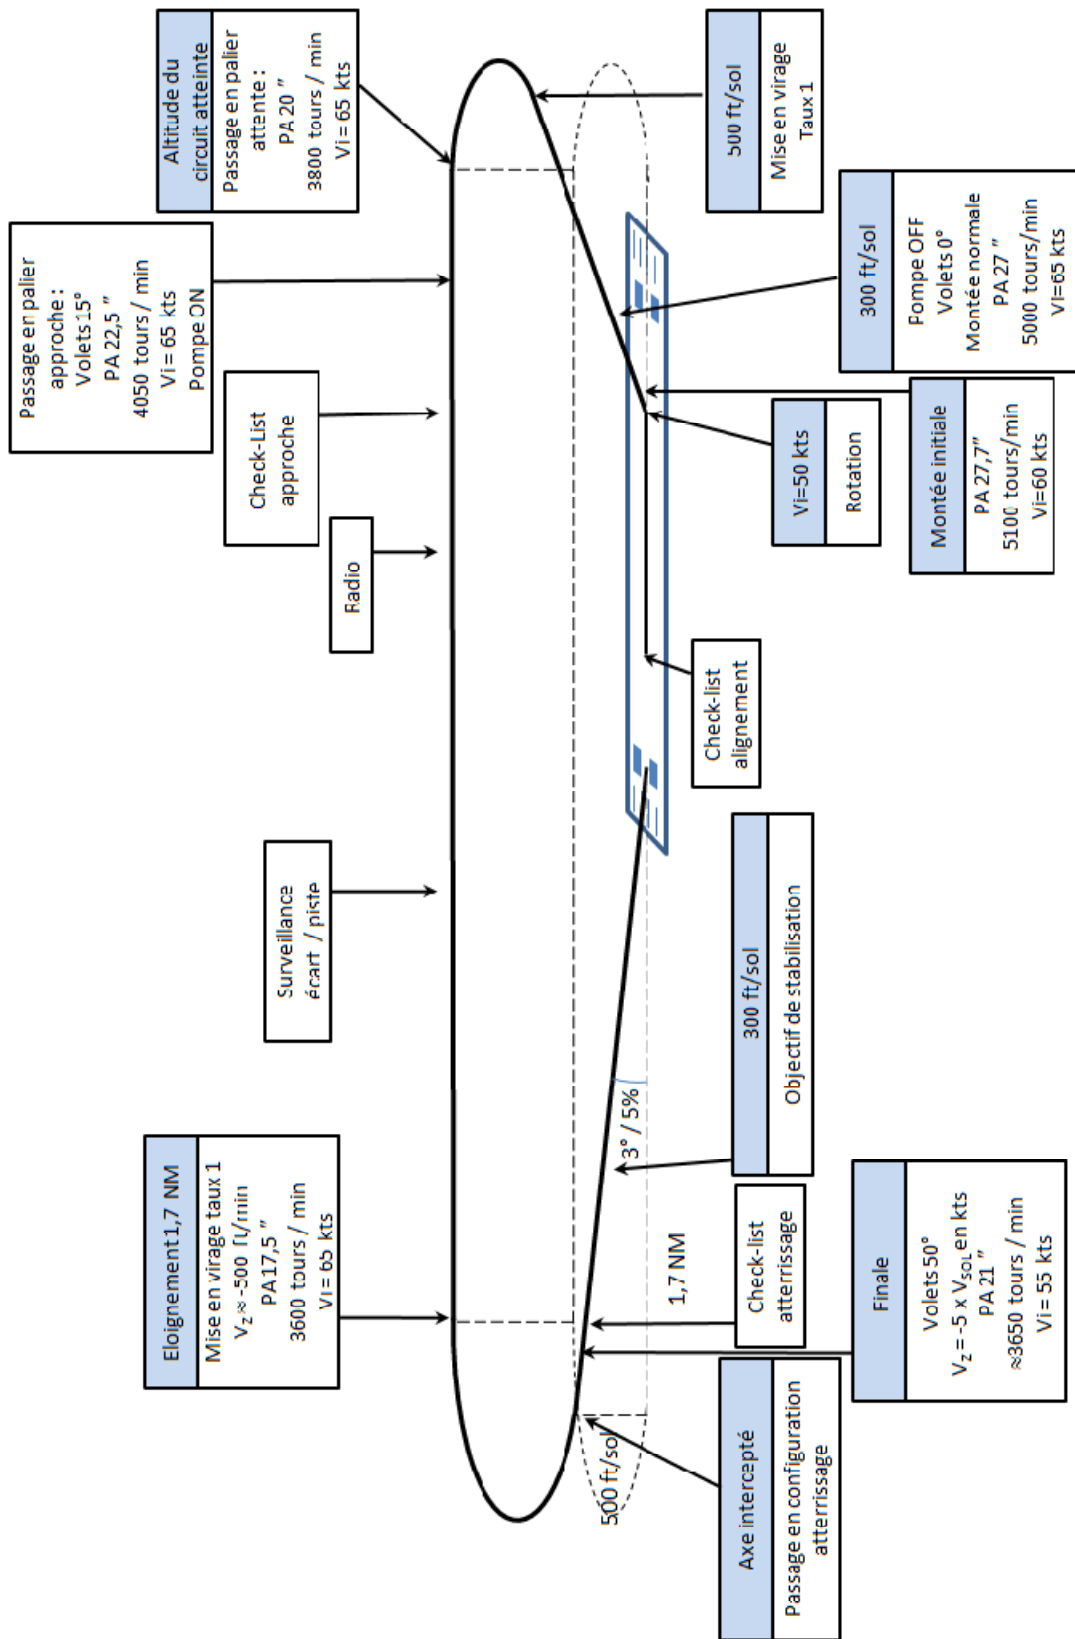 Passage en palier
approche :
Volets 15°
PA 22,5 ″
4050 tours / min
Vi = 65 kts
Pompe ON
Altitude du
circuit atteinte
Passage en palier
attente :
PA 20 ″
3800 tours / min
Vi = 65 kts
Check-List
approche
Radio
Surveillance
écart / piste
Eloignement 1,7 NM
Mise en virage taux 1
VZ ≈ -500 ft/min
PA 17,5 ″
3600 tours / min
Vi = 65 kts
500 ft/sol
Mise en virage
Taux 1
300 ft/sol
Pompe OFF
Volets 0°
Montée normale
PA 27 ″
5000 tours/min
Vi=65 kts
Vi=50 kts
Rotation
Montée initiale
PA 27,7″
5100 tours/min
Vi=60 kts
Check-list
alignement
300 ft/sol
Objectif de stabilisation
3° / 5%
1,7 NM
Check-list
atterrissage
Finale
Volets 50°
VZ = -5 x VSOL en kts
PA 21 ″
≈3650 tours / min
Vi = 55 kts
500 ft/sol
Axe intercepté
Passage en configuration
atterrissage